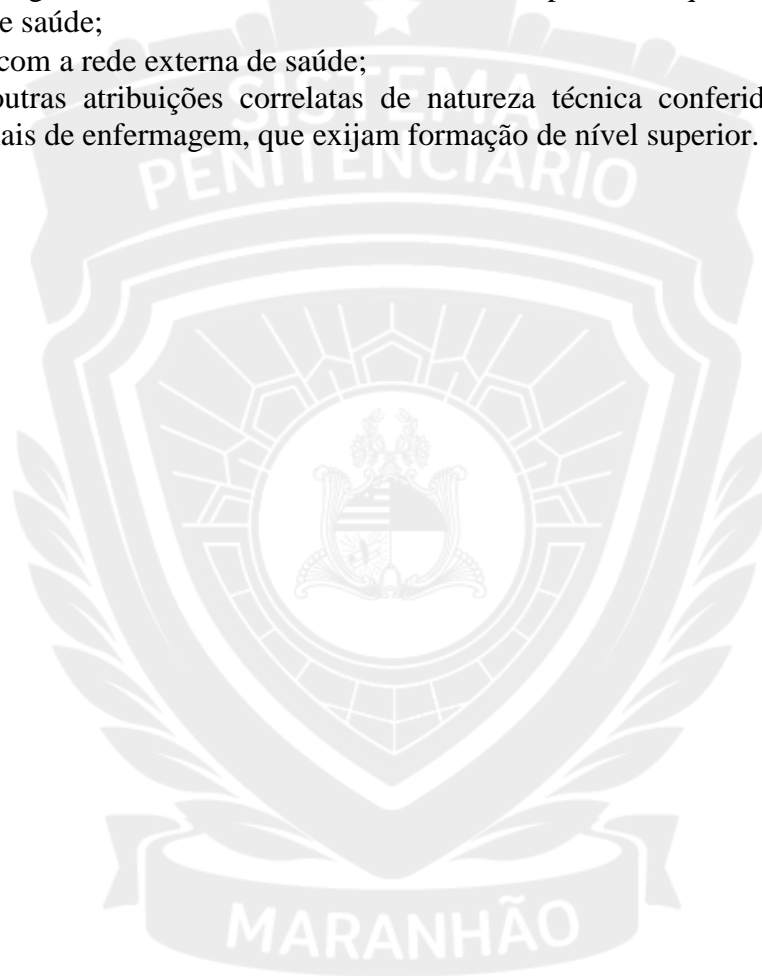 e saúde;
com a rede externa de saúde;
outras atribuições correlatas de natureza técnica conferid
ais de enfermagem, que exijam formação de nível superior.
SISTEMA
PENITENCIÁRIO
MARANHÃO